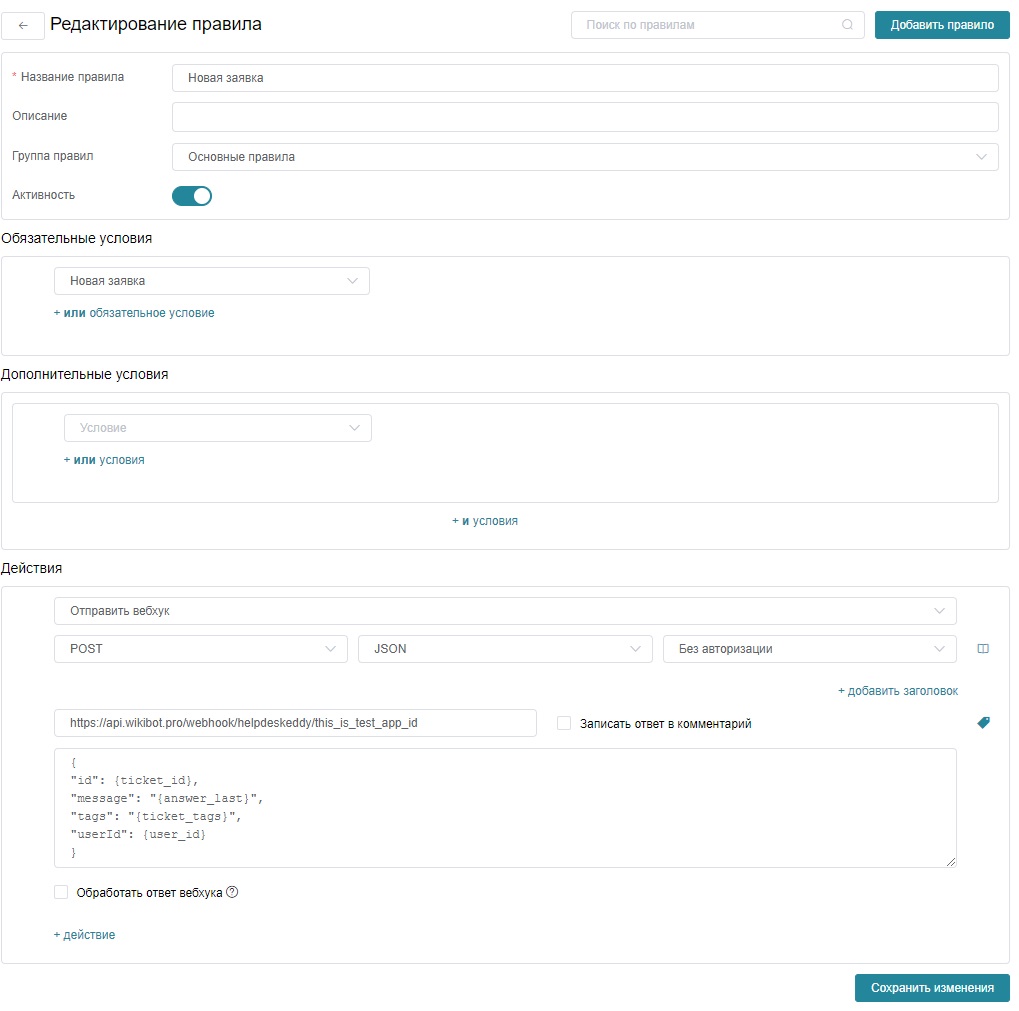 Редактирование правила
Поиск по правилам
Добавить правило
* Название правила
Новая заявка
Описание
Группа правил
Основные правила
Активность
Обязательные условия
Новая заявка
+ или обязательное условие
Дополнительные условия
Условие
+ или условия
+ и условия
Действия
Отправить вебхук
POST
JSON
Без авторизации
+ добавить заголовок
https://api.wikibot.pro/webhook/helpdeskeddy/this_is_test_app_id
Записать ответ в комментарий
{
"id": {ticket_id},
"message": "{answer_last}",
"tags": "{ticket_tags}",
"userId": {user_id}
}
Обработать ответ вебхука ?
+ действие
Сохранить изменения